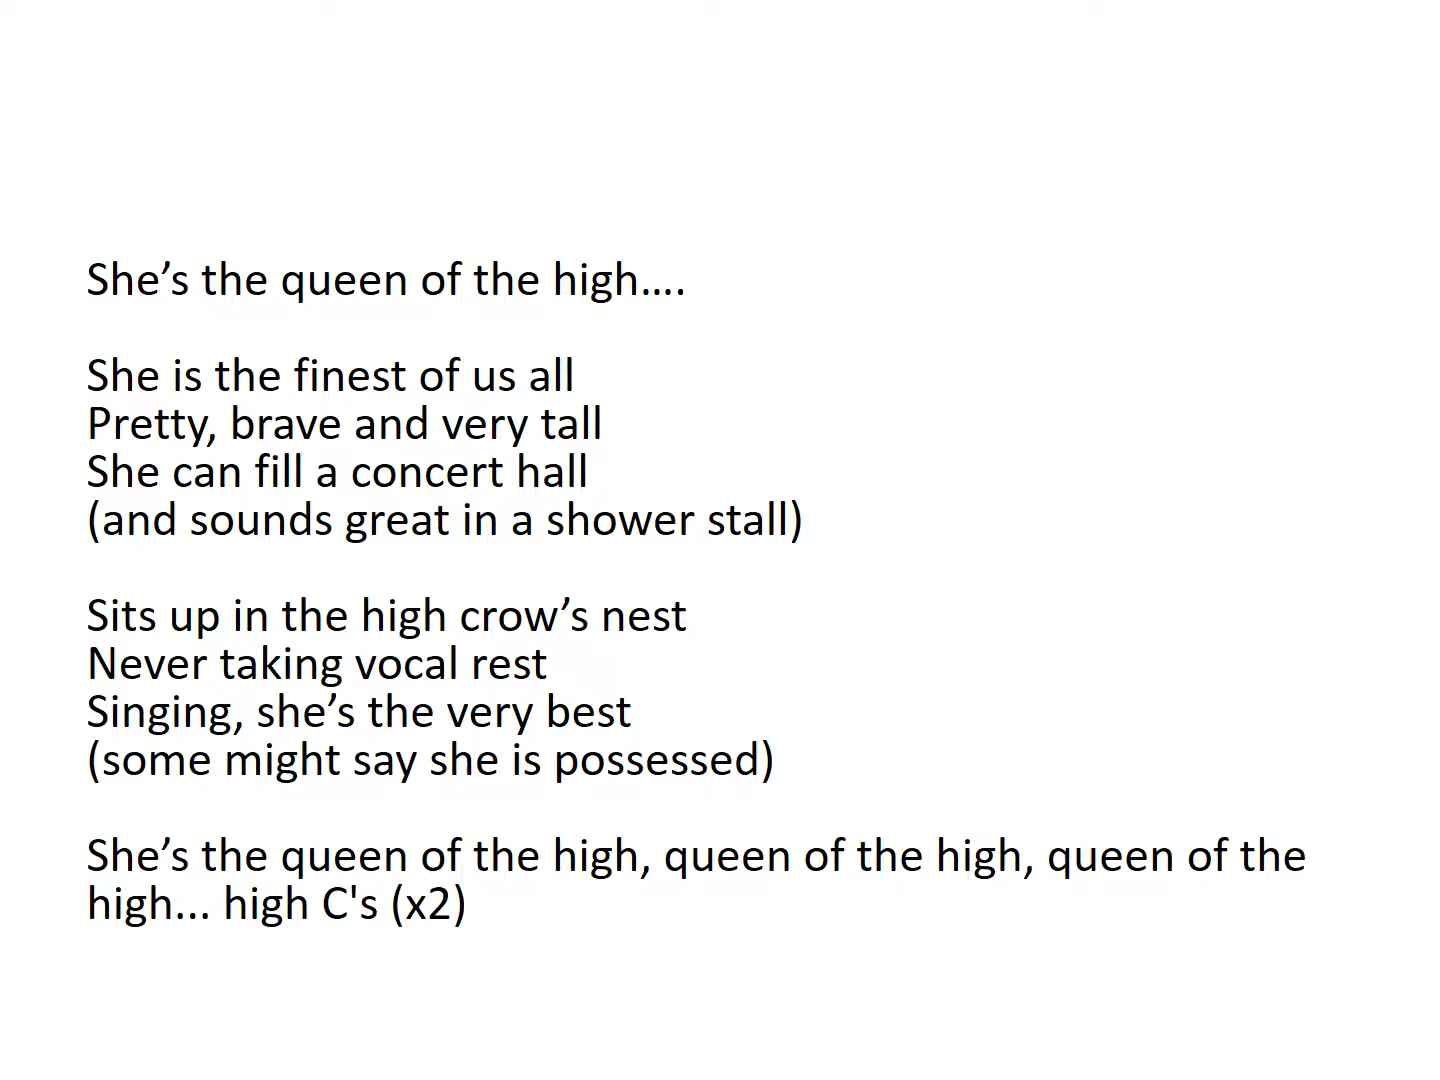 She’s the queen of the high....
She is the finest of us all
Pretty, brave and very tall
She can fill a concert hall
(and sounds great in a shower stall)
Sits up in the high crow’s nest
Never taking vocal rest
Singing, she’s the very best
(some might say she is possessed)
She’s the queen of the high, queen of the high, queen of the
high... high C's (x2)